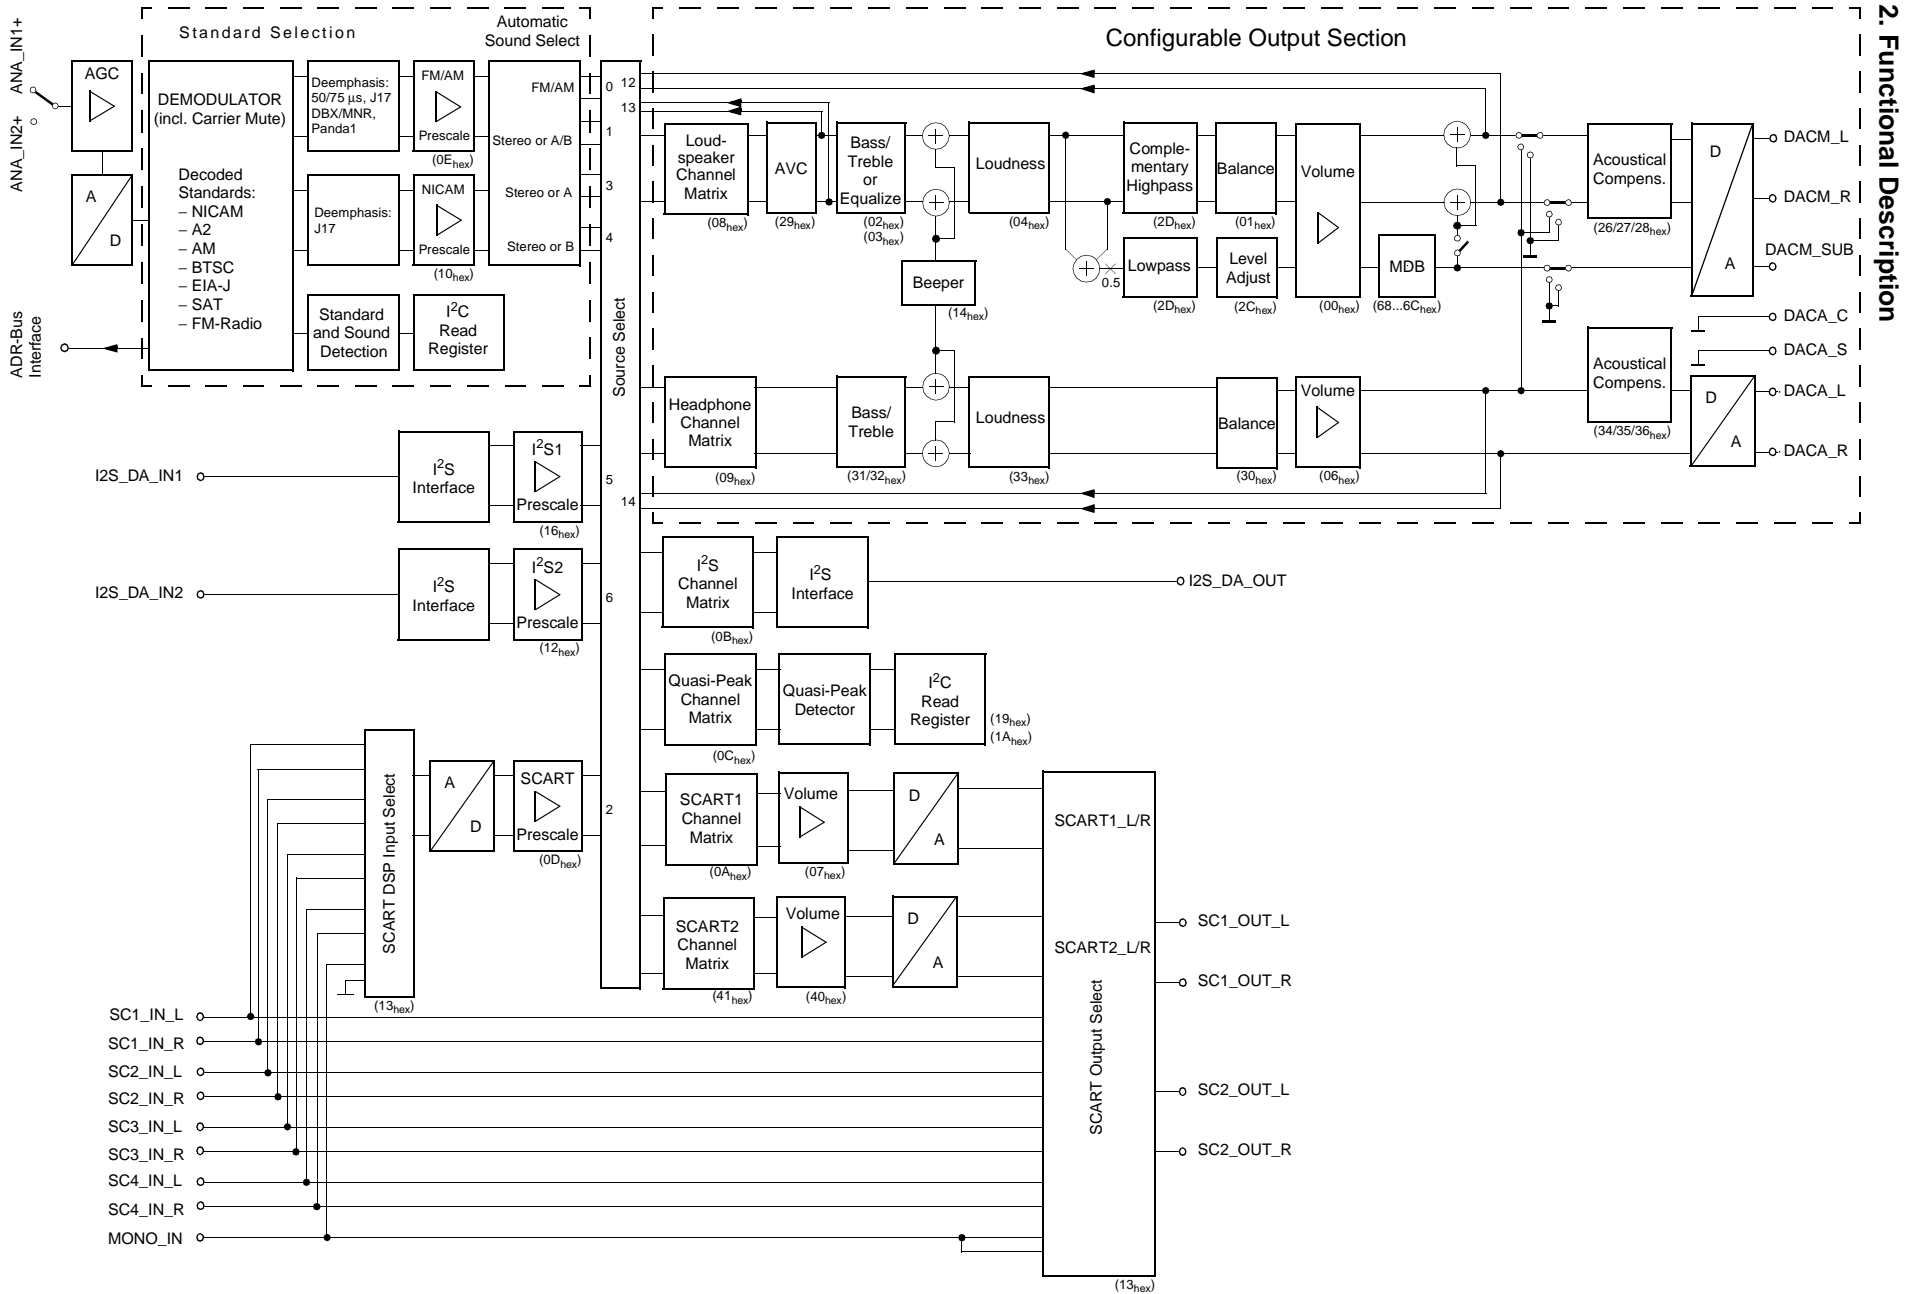 2. Functional Description
Standard Selection
Automatic
Sound Select
Configurable Output Section
ANA_IN1+
ANA_IN2+
AGC
A
D
ADR-Bus
Interface
DEMODULATOR
(incl. Carrier Mute)
Decoded
Standards:
– NICAM
– A2
– AM
– BTSC
– EIA-J
– SAT
– FM-Radio
Deemphasis:
50/75 µs, J17
DBX/MNR,
Panda1
FM/AM
Prescale
(0Ehex)
Deemphasis:
J17
NICAM
Prescale
(10hex)
Standard
and Sound
Detection
I2C
Read
Register
FM/AM
Stereo or A/B
Stereo or A
Stereo or B
0
1
3
4
12
13
Source Select
5
14
6
2
Loud-
speaker
Channel
Matrix
(08hex)
AVC
(29hex)
Bass/
Treble
or
Equalize
(02hex)
(03hex)
Beeper
(14hex)
Loudness
(04hex)
0.5
Comple-
mentary
Highpass
(2Dhex)
Lowpass
(2Dhex)
Balance
(01hex)
Level
Adjust
(2Chex)
Volume
(00hex)
MDB
(68...6Chex)
Acoustical
Compens.
(26/27/28hex)
D
A
DACM_L
DACM_R
DACM_SUB
DACA_C
DACA_S
DACA_L
DACA_R
Headphone
Channel
Matrix
(09hex)
Bass/
Treble
(31/32hex)
Loudness
(33hex)
Balance
(30hex)
Volume
(06hex)
Acoustical
Compens.
(34/35/36hex)
D
A
I2S_DA_IN1
I2S
Interface
I2S1
Prescale
(16hex)
I2S_DA_IN2
I2S
Interface
I2S2
Prescale
(12hex)
I2S
Channel
Matrix
(0Bhex)
I2S
Interface
I2S_DA_OUT
Quasi-Peak
Channel
Matrix
(0Chex)
Quasi-Peak
Detector
I2C
Read
Register
(19hex)
(1Ahex)
SCART DSP Input Select
(13hex)
A
D
SCART
Prescale
(0Dhex)
SCART1
Channel
Matrix
(0Ahex)
Volume
(07hex)
D
A
SCART2
Channel
Matrix
(41hex)
Volume
(40hex)
D
A
SCART1_L/R
SCART2_L/R
SCART Output Select
(13hex)
SC1_OUT_L
SC1_OUT_R
SC2_OUT_L
SC2_OUT_R
SC1_IN_L
SC1_IN_R
SC2_IN_L
SC2_IN_R
SC3_IN_L
SC3_IN_R
SC4_IN_L
SC4_IN_R
MONO_IN